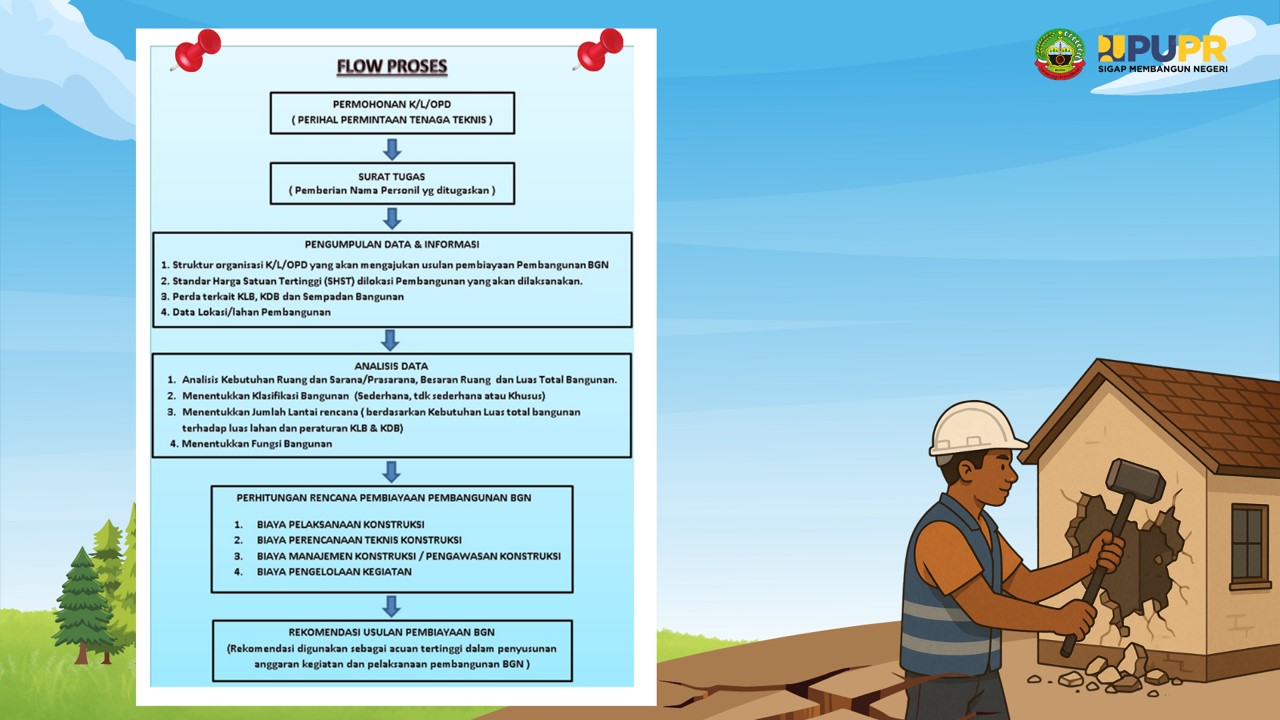 FLOW PROSES
PERMOHONAN K/L/OPD
( PERIHAL PERMINTAAN TENAGA TEKNIS )
SURAT TUGAS
( Pemberian Nama Personil yg ditugaskan )
PENGUMPULAN DATA & INFORMASI
1. Struktur organisasi K/L/OPD yang akan mengajukan usulan pembiayaan Pembangunan BGN
2. Standar Harga Satuan Tertinggi (SHST) dilokasi Pembangunan yang akan dilaksanakan.
3. Perda terkait KLB, KDB dan Sempadan Bangunan
4. Data Lokasi/lahan Pembangunan
ANALISIS DATA
1. Analisis Kebutuhan Ruang dan Sarana/Prasarana, Besaran Ruang dan Luas Total Bangunan.
2. Menentukkan Klasifikasi Bangunan (Sederhana, tdk sederhana atau Khusus)
3. Menentukkan Jumlah Lantai rencana ( berdasarkan Kebutuhan Luas total bangunan
terhadap luas lahan dan peraturan KLB & KDB)
4. Menentukkan Fungsi Bangunan
PERHITUNGAN RENCANA PEMBIAYAAN PEMBANGUNAN BGN
1. BIAYA PELAKSANAAN KONSTRUKSI
2. BIAYA PERENCANAAN TEKNIS KONSTRUKSI
3. BIAYA MANAJEMEN KONSTRUKSI / PENGAWASAN KONSTRUKSI
4. BIAYA PENGELOLAAN KEGIATAN
REKOMENDASI USULAN PEMBIAYAAN BGN
(Rekomendasi digunakan sebagai acuan tertinggi dalam penyusunan
anggaran kegiatan dan pelaksanaan pembangunan BGN )
PUPR
SIGAP MEMBANGUN NEGERI